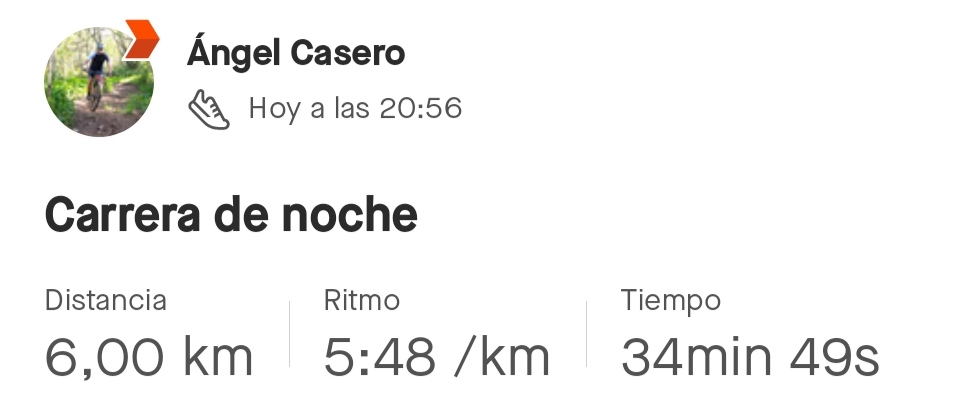 Ángel Casero
Hoy a las 20:56
Carrera de noche
Distancia Ritmo Tiempo
6,00 km 5:48 /km 34min 49s